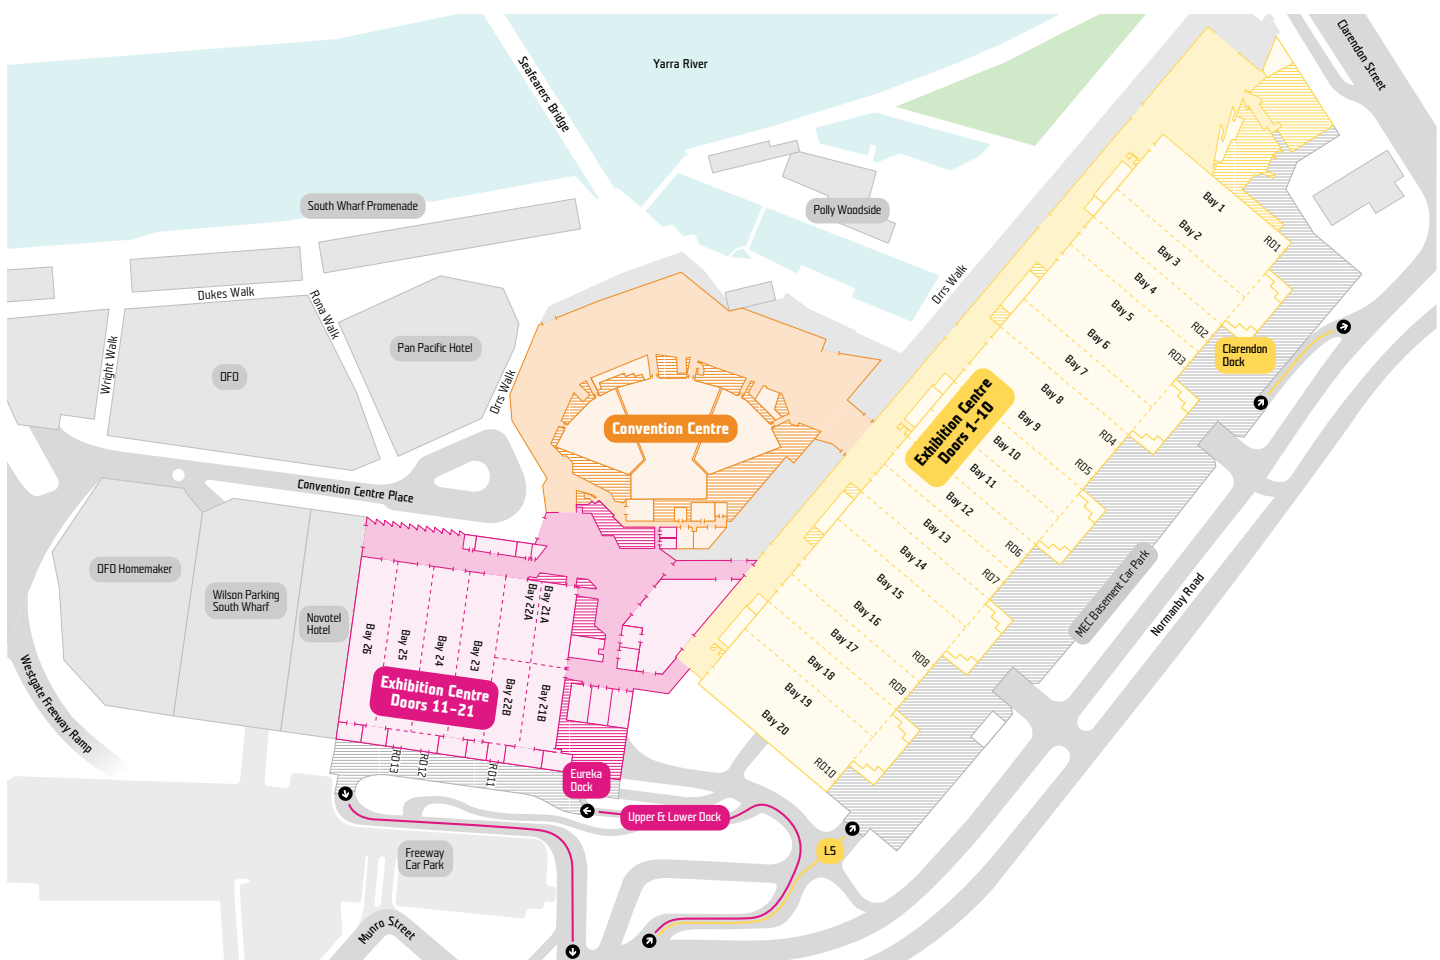 Clarendon Street
Yarra River
Seafearers Bridge
South Wharf Promenade
Polly Woodside
Bay 1
Bay 2
Bay 3
Bay 4
Bay 5
Bay 6
Bay 7
Bay 8
Bay 9
Bay 10
Bay 11
Bay 12
Bay 13
Bay 14
Bay 15
Bay 16
Bay 17
Bay 18
Bay 19
Bay 20
RD1
RD2
RD3
RD4
RD5
RD6
RD7
RD8
RD9
RD10
Orrs Walk
Dukes Walk
Rona Walk
Wright Walk
Pan Pacific Hotel
DFO
Orrs Walk
Clarendon
Dock
Exhibition Centre
Doors 1-10
Convention Centre
Convention Centre Place
DFO Homemaker
Wilson Parking
South Wharf
Novotel
Hotel
MEC Basement Car Park
Normanby Road
Westgate Freeway Ramp
Bay 26
Bay 25
Bay 24
Bay 23
Bay 22A
Bay 21A
Bay 22B
Bay 21B
Exhibition Centre
Doors 11-21
RD13
RD12
RD11
Eureka
Dock
Upper & Lower Dock
L5
Freeway
Car Park
Munro Street